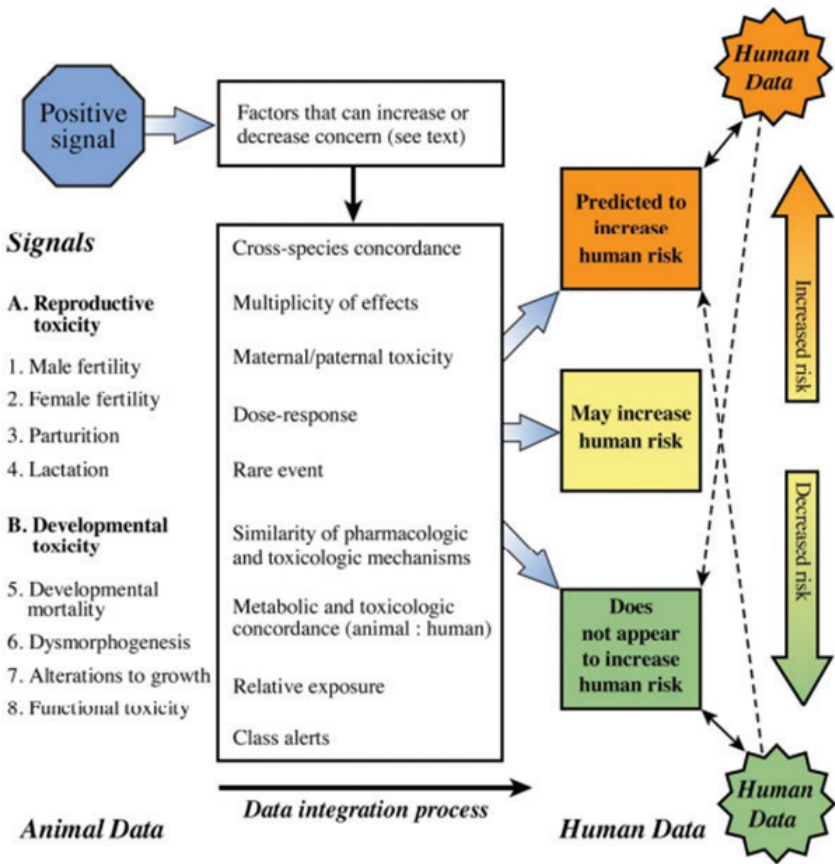 Human
Data
Positive
signal
Factors that can increase or
decrease concern (see text)
Signals
A. Reproductive
toxicity
1. Male fertility
2. Female fertility
3. Parturition
4. Lactation
B. Developmental
toxicity
5. Developmental
mortality
6. Dysmorphogenesis
7. Alterations to growth
8. Functional toxicity
Animal Data
Cross-species concordance
Multiplicity of effects
Maternal/paternal toxicity
Dose-response
Rare event
Similarity of pharmacologic
and toxicologic mechanisms
Metabolic and toxicologic
concordance (animal : human)
Relative exposure
Class alerts
Data integration process
Predicted to
increase
human risk
May increase
human risk
Does
not appear
to increase
human risk
Human Data
Increased risk
Decreased risk
Human
Data